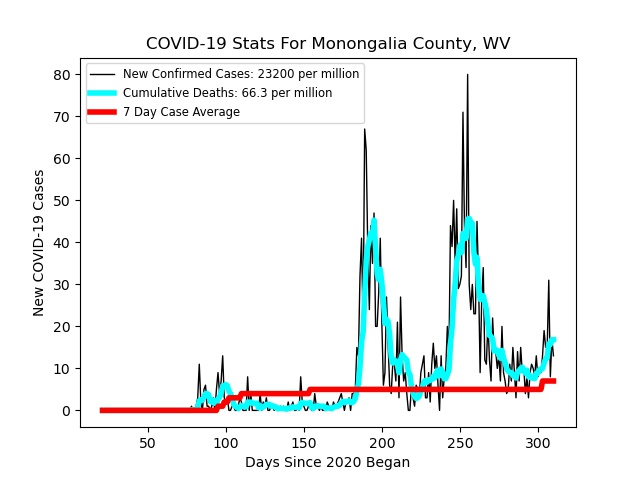 COVID-19 Stats For Monongalia County, WV
New Confirmed Cases: 23200 per million
Cumulative Deaths: 66.3 per million
7 Day Case Average
New COVID-19 Cases
80
70
60
50
40
30
20
10
0
50 100 150 200 250 300
Days Since 2020 Began